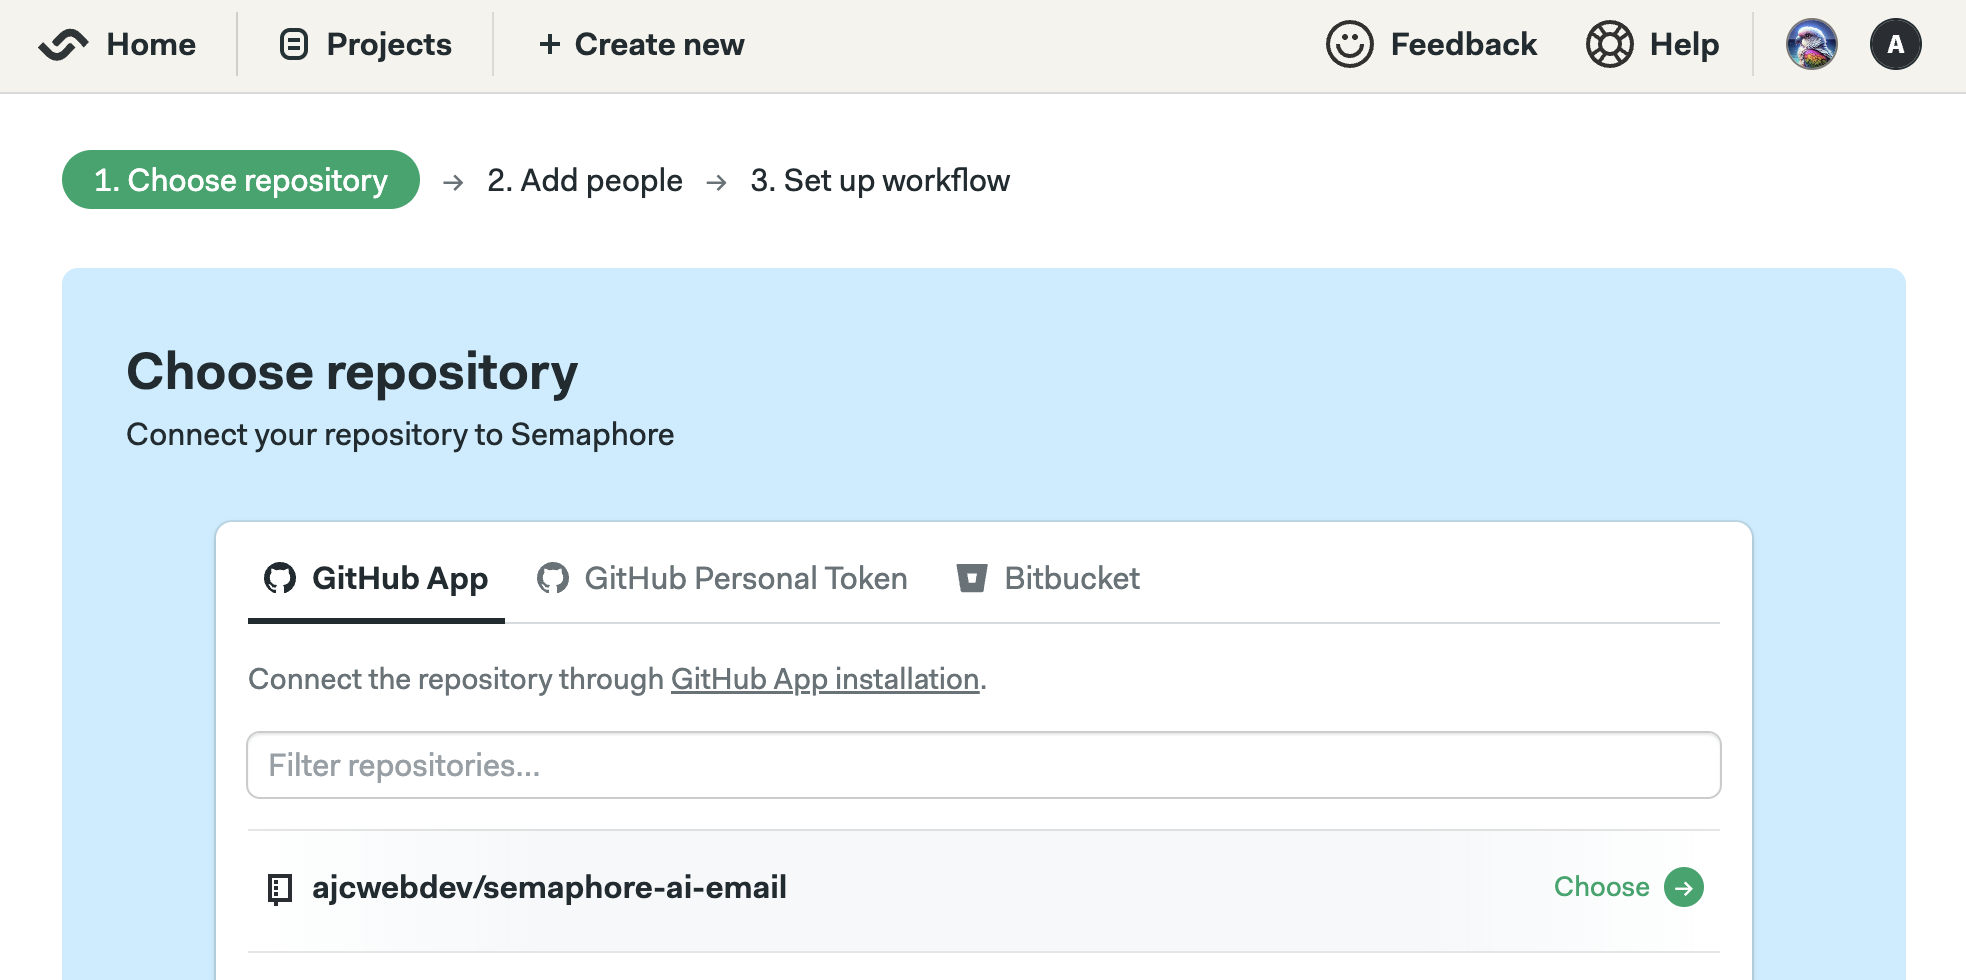 Home Projects + Create new Feedback Help A
1. Choose repository → 2. Add people → 3. Set up workflow
Choose repository
Connect your repository to Semaphore
GitHub App GitHub Personal Token Bitbucket
Connect the repository through GitHub App installation.
Filter repositories...
ajcwebdev/semaphore-ai-email Choose →